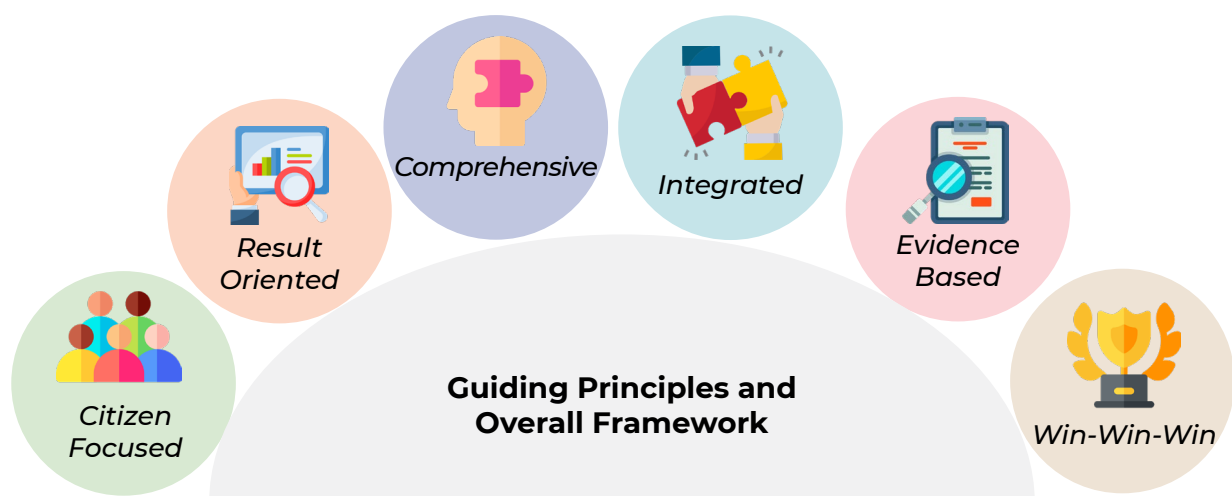 Citizen
Focused
Result
Oriented
Comprehensive
Integrated
Evidence
Based
Win-Win-Win
Guiding Principles and
Overall Framework